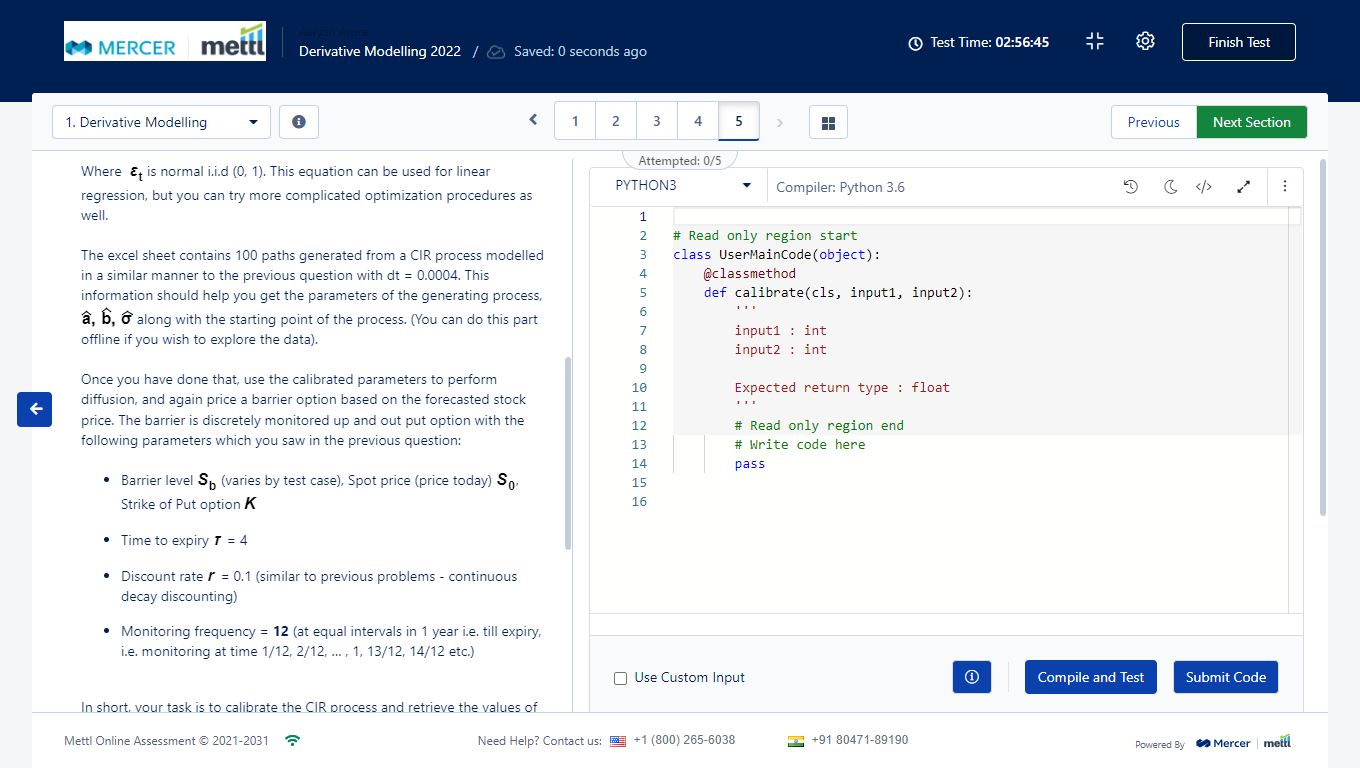 MERCER mettl
Derivative Modelling 2022 / Saved: 0 seconds ago
Test Time: 02:56:45
Finish Test
1. Derivative Modelling
1 2 3 4 5
Previous Next Section
Attempted: 0/5
Where εt is normal i.i.d (0, 1). This equation can be used for linear
regression, but you can try more complicated optimization procedures as
well.
The excel sheet contains 100 paths generated from a CIR process modelled
in a similar manner to the previous question with dt = 0.0004. This
information should help you get the parameters of the generating process,
â, b̂, σ̂ along with the starting point of the process. (You can do this part
offline if you wish to explore the data).
Once you have done that, use the calibrated parameters to perform
diffusion, and again price a barrier option based on the forecasted stock
price. The barrier is discretely monitored up and out put option with the
following parameters which you saw in the previous question:
• Barrier level Sb (varies by test case), Spot price (price today) S0,
Strike of Put option K
• Time to expiry τ = 4
• Discount rate r = 0.1 (similar to previous problems - continuous
decay discounting)
• Monitoring frequency = 12 (at equal intervals in 1 year i.e. till expiry,
i.e. monitoring at time 1/12, 2/12, ... , 1, 13/12, 14/12 etc.)
In short, your task is to calibrate the CIR process and retrieve the values of
PYTHON3
Compiler: Python 3.6
1
2 # Read only region start
3 class UserMainCode(object):
4 @classmethod
5 def calibrate(cls, input1, input2):
6 '''
7 input1 : int
8 input2 : int
9
10 Expected return type : float
11 '''
12 # Read only region end
13 # Write code here
14 pass
15
16
Use Custom Input
Compile and Test
Submit Code
Mettl Online Assessment © 2021-2031
Need Help? Contact us: +1 (800) 265-6038
+91 80471-89190
Powered By Mercer mettl